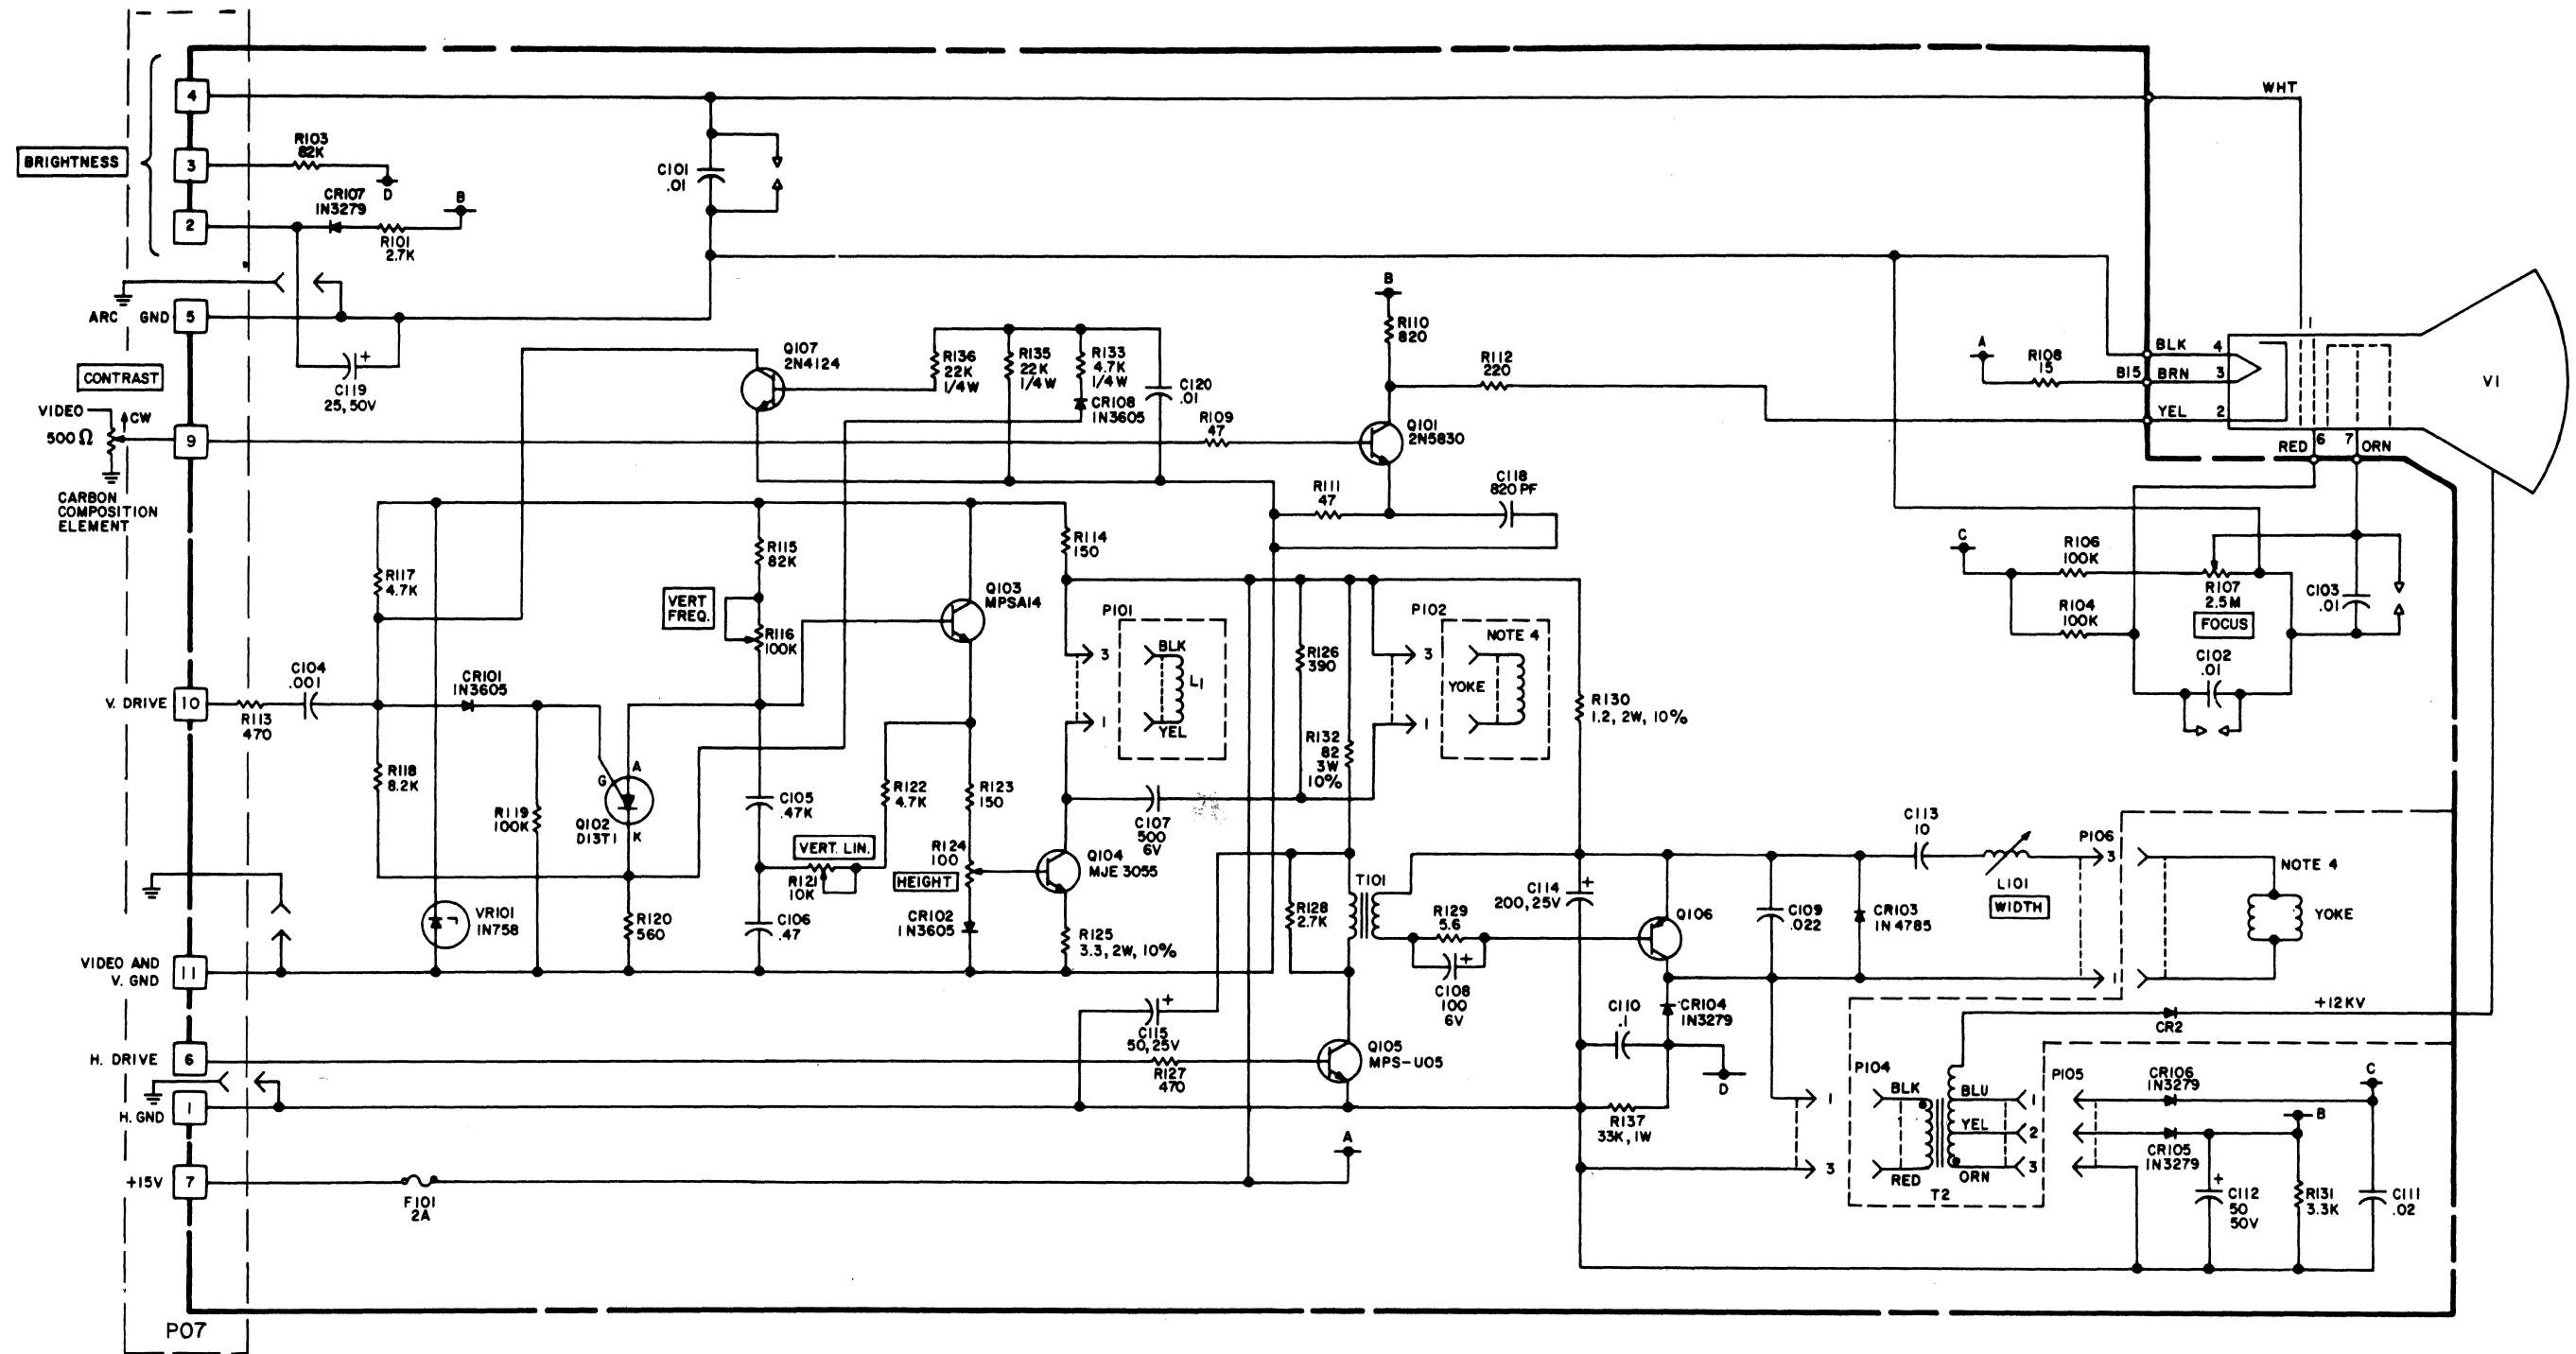 4
WHT
R103
82K
3
BRIGHTNESS
D
C101
.01
CR107
1N3279
B
2
R101
2.7K
ARC GND
5
CONTRAST
C119
25,50V
VIDEO
CW
500 Ω
9
CARBON
COMPOSITION
ELEMENT
Q107
2N4124
R136
22K
1/4W
R135
22K
1/4W
R133
4.7K
1/4W
CR108
1N3605
C120
.01
R109
47
B
R110
820
R112
220
Q101
2N5830
R111
47
C118
820 PF
A
R108
15
1
BLK
4
B15
BRN
3
YEL
2
V1
RED
6
7
ORN
C
R106
100K
R107
2.5M
FOCUS
R104
100K
C103
.01
C102
.01
R117
4.7K
R115
82K
VERT
FREQ.
R116
100K
Q103
MPSA14
R114
150
P101
3
BLK
L1
1
YEL
R126
390
P102
NOTE 4
3
YOKE
1
R132
82
3W
10%
R130
1.2, 2W, 10%
V. DRIVE
10
R113
470
C104
.001
CR101
1N3605
R118
8.2K
R119
100K
G
A
K
Q102
D13T1
C105
.47K
R122
4.7K
R123
150
VERT. LIN.
R121
10K
R124
100
HEIGHT
Q104
MJE 3055
C107
500
6V
VR101
1N758
R120
560
C106
.47
CR102
1N3605
R125
3.3, 2W, 10%
T101
R128
2.7K
R129
5.6
C108
100
6V
C114
200,25V
Q106
C109
.022
CR103
1N4785
C113
10
L101
WIDTH
P106
3
1
NOTE 4
YOKE
VIDEO AND
V. GND
11
C110
.1
CR104
1N3279
D
+12KV
CR2
C115
50,25V
H. DRIVE
6
R127
470
Q105
MPS-U05
H. GND
1
R137
33K, 1W
1
3
P104
BLK
RED
BLU
1
YEL
2
ORN
3
T2
P105
CR106
1N3279
C
B
CR105
1N3279
C112
50
50V
R131
3.3K
C111
.02
A
+15V
7
F101
2A
P07